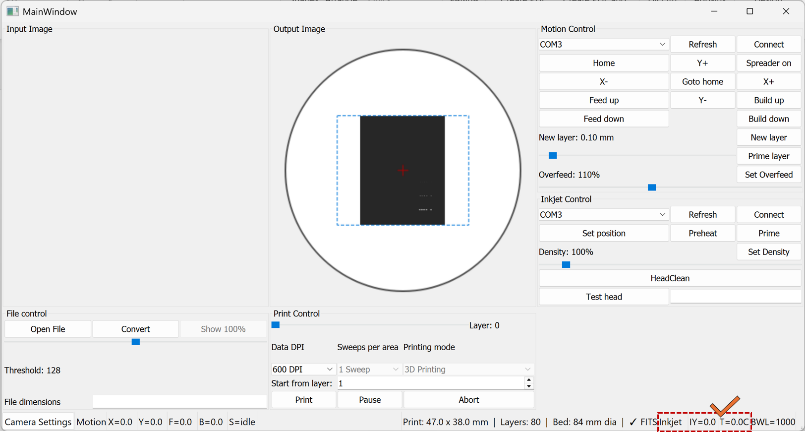 MainWindow
Input Image
Output Image
Motion Control
COM3
Refresh
Connect
Home
Y+
Spreader on
X-
Goto home
X+
Feed up
Y-
Build up
Feed down
Build down
New layer: 0.10 mm
New layer
Prime layer
Overfeed: 110%
Set Overfeed
Inkjet Control
COM3
Refresh
Connect
Set position
Preheat
Prime
Density: 100%
Set Density
HeadClean
Test head
File control
Open File
Convert
Show 100%
Threshold: 128
File dimensions
Print Control
Layer: 0
Data DPI
Sweeps per area
Printing mode
600 DPI
1 Sweep
3D Printing
Start from layer:
1
Print
Pause
Abort
Camera Settings
Motion X=0.0 Y=0.0 F=0.0 B=0.0 S=idle
Print: 47.0 x 38.0 mm | Layers: 80 | Bed: 84 mm dia | ✓ FITS
Inkjet IY=0.0 T=0.0C BWL=1000